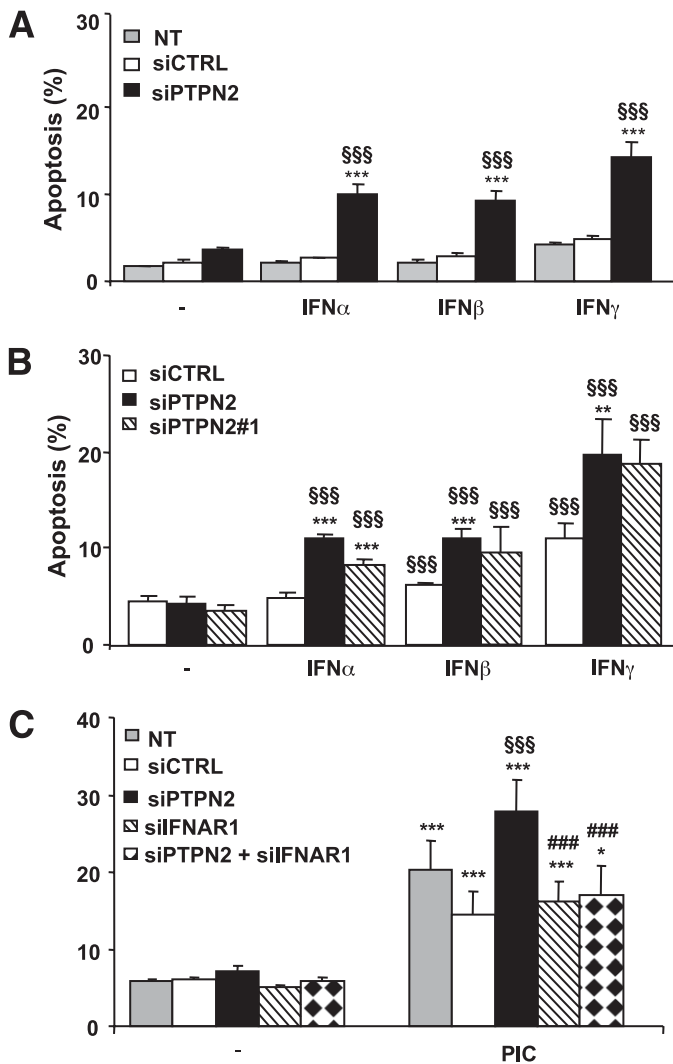 A
30
20
10
0
Apoptosis (%)
NT
siCTRL
siPTPN2
§§§
***
§§§
***
§§§
***
- IFNα IFNβ IFNγ
B
30
20
10
0
Apoptosis (%)
siCTRL
siPTPN2
siPTPN2#1
§§§
***
§§§
***
§§§
§§§
***
§§§
§§§
§§§
**
§§§
- IFNα IFNβ IFNγ
C
40
30
20
10
0
NT
siCTRL
siPTPN2
siIFNAR1
siPTPN2 + siIFNAR1
***
***
§§§
***
###
***
###
*
- PIC